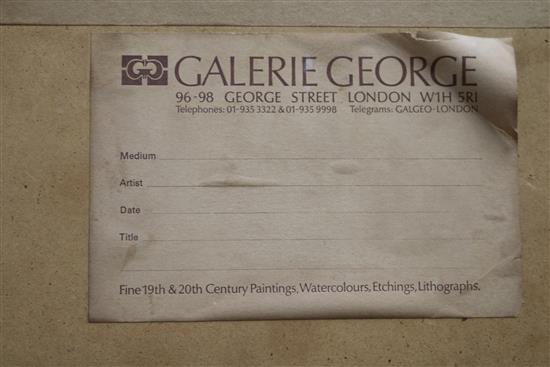 GALERIE GEORGE
96-98 GEORGE STREET LONDON W1H 5RI
Telephones: 01-935 3322 & 01-935 9998 Telegrams: GALGEO-LONDON
Medium
Artist
Date
Title
Fine 19th & 20th Century Paintings, Watercolours, Etchings, Lithographs.